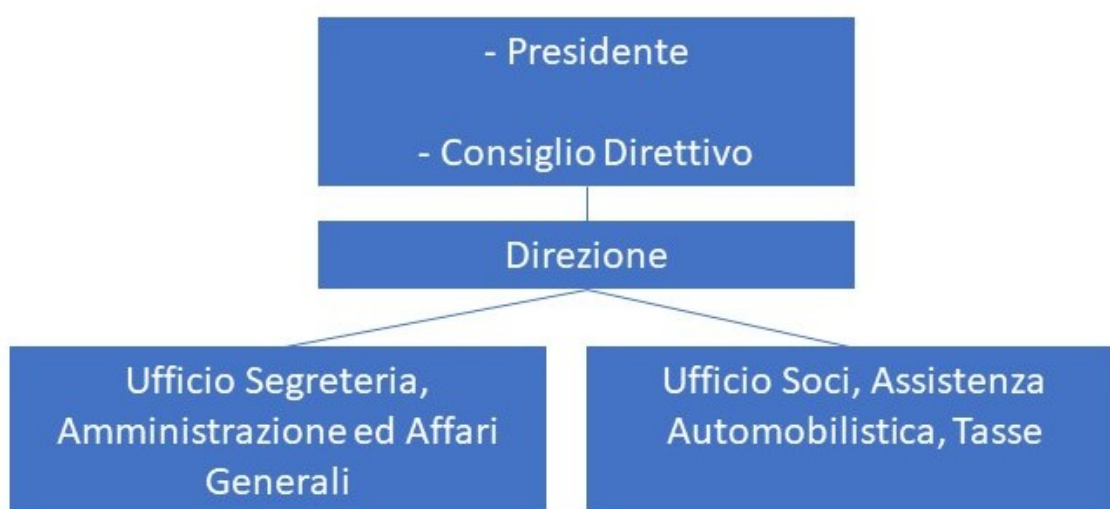 - Presidente
- Consiglio Direttivo
Direzione
Ufficio Segreteria,
Amministrazione ed Affari
Generali
Ufficio Soci, Assistenza
Automobilistica, Tasse